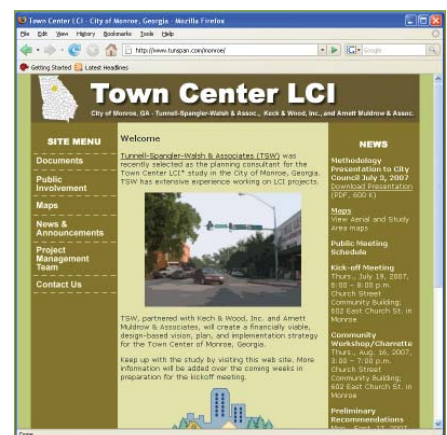 Town Center LCI - City of Monroe, Georgia - Mozilla Firefox
File Edit View History Bookmarks Tools Help
http://www.tunspan.com/monroe/
Google
Getting Started Latest Headlines
Town Center LCI
City of Monroe, GA - Tunnell-Spangler-Walsh & Assoc., Keck & Wood, Inc., and Arnett Muldrow & Assoc.
SITE MENU
Documents
Public
Involvement
Maps
News &
Announcements
Project
Management
Team
Contact Us
Welcome
Tunnell-Spangler-Walsh & Associates (TSW) was
recently selected as the planning consultant for the
Town Center LCI* study in the City of Monroe, Georgia.
TSW has extensive experience working on LCI projects.
TSW, partnered with Kech & Wood, Inc. and Arnett
Muldrow & Associates, will create a financially viable,
design-based vision, plan, and implementation strategy
for the Town Center of Monroe, Georgia.
Keep up with the study by visiting this web site. More
information will be added over the coming weeks in
preparation for the kickoff meeting.
NEWS
Methodology
Presentation to City
Council July 3, 2007
Download Presentation
(PDF, 600 K)
Maps
View Aerial and Study
Area maps
Public Meeting
Schedule
Kick-off Meeting
Thurs., July 19, 2007,
6:00 - 8:00 p.m.
Church Street
Community Building;
602 East Church St. in
Monroe
Community
Workshop/Charrette
Thurs., Aug. 16, 2007,
3:00 - 7:00 p.m.
Church Street
Community Building;
602 East Church St. in
Monroe
Preliminary
Recommendations
Mon., Sept. 17, 2007
Done